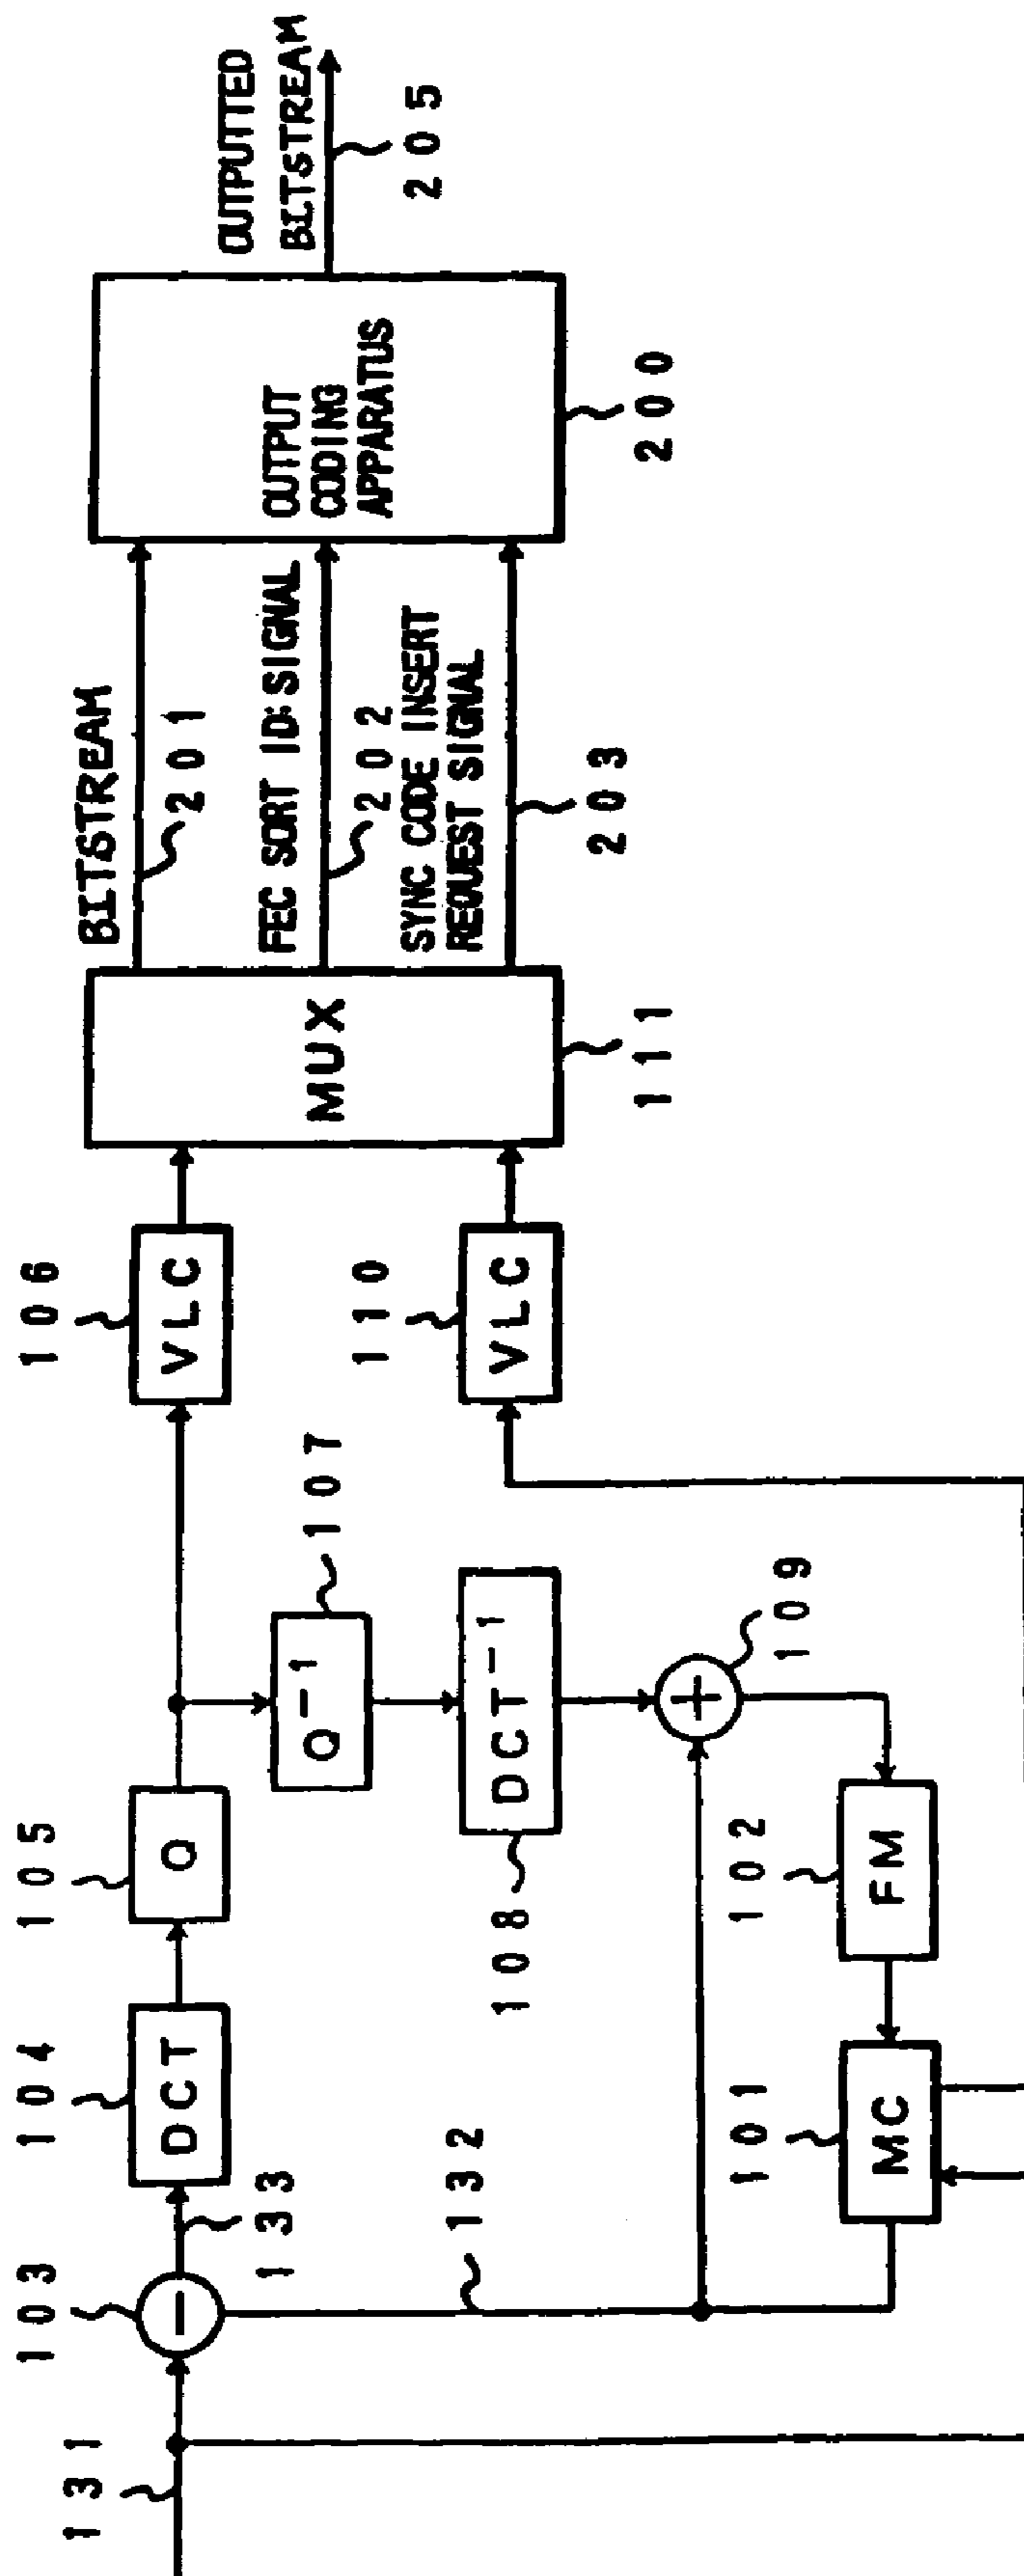 131
103
133
104
DCT
105
Q
106
VLC
MUX
111
BITSTREAM
201
FEC SORT ID:SIGNAL
202
SYNC CODE INSERT
REQUEST SIGNAL
203
OUTPUT
CODING
APPARATUS
200
OUTPUTTED
BITSTREAM
205
107
Q⁻¹
110
VLC
108
DCT⁻¹
109
132
101
MC
102
FM